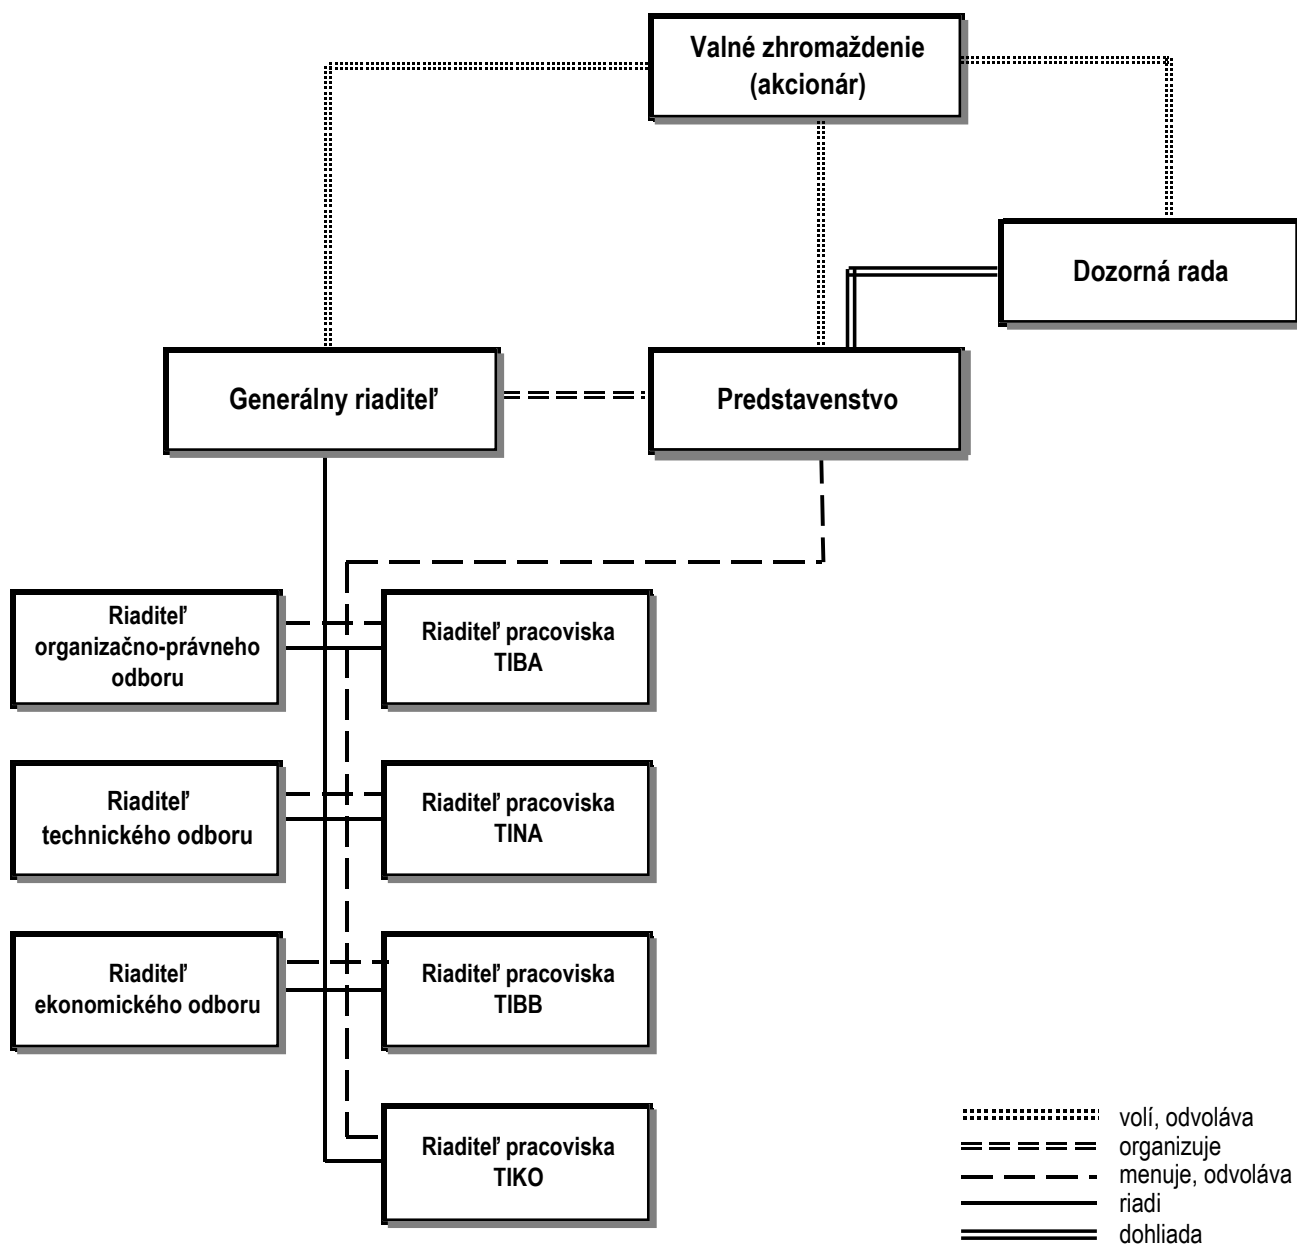 Valné zhromaždenie
(akcionár)
Dozorná rada
Generálny riaditeľ
Predstavenstvo
Riaditeľ
organizačno-právneho
odboru
Riaditeľ pracoviska
TIBA
Riaditeľ
technického odboru
Riaditeľ pracoviska
TINA
Riaditeľ
ekonomického odboru
Riaditeľ pracoviska
TIBB
Riaditeľ pracoviska
TIKO
volí, odvoláva
organizuje
menuje, odvoláva
riadi
dohliada